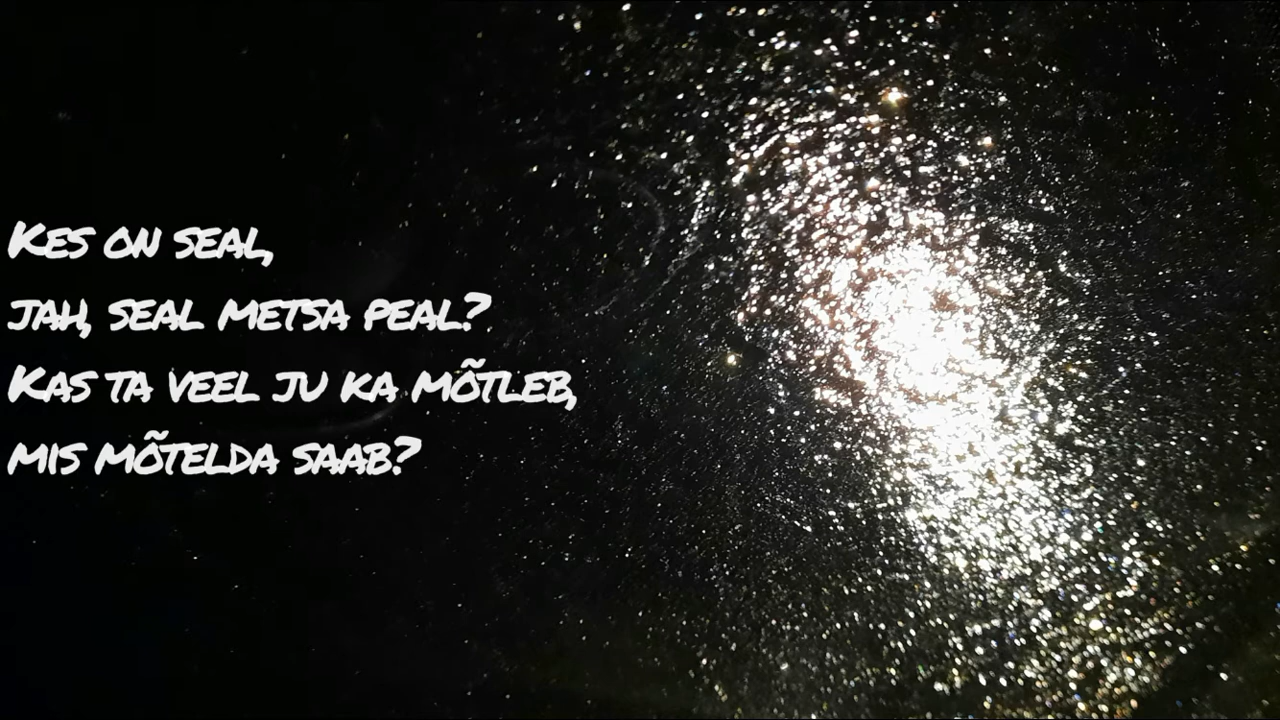 Kes on seal,
jah, seal metsa peal?
Kas ta veel ju ka mõtleb,
mis mõtelda saab?